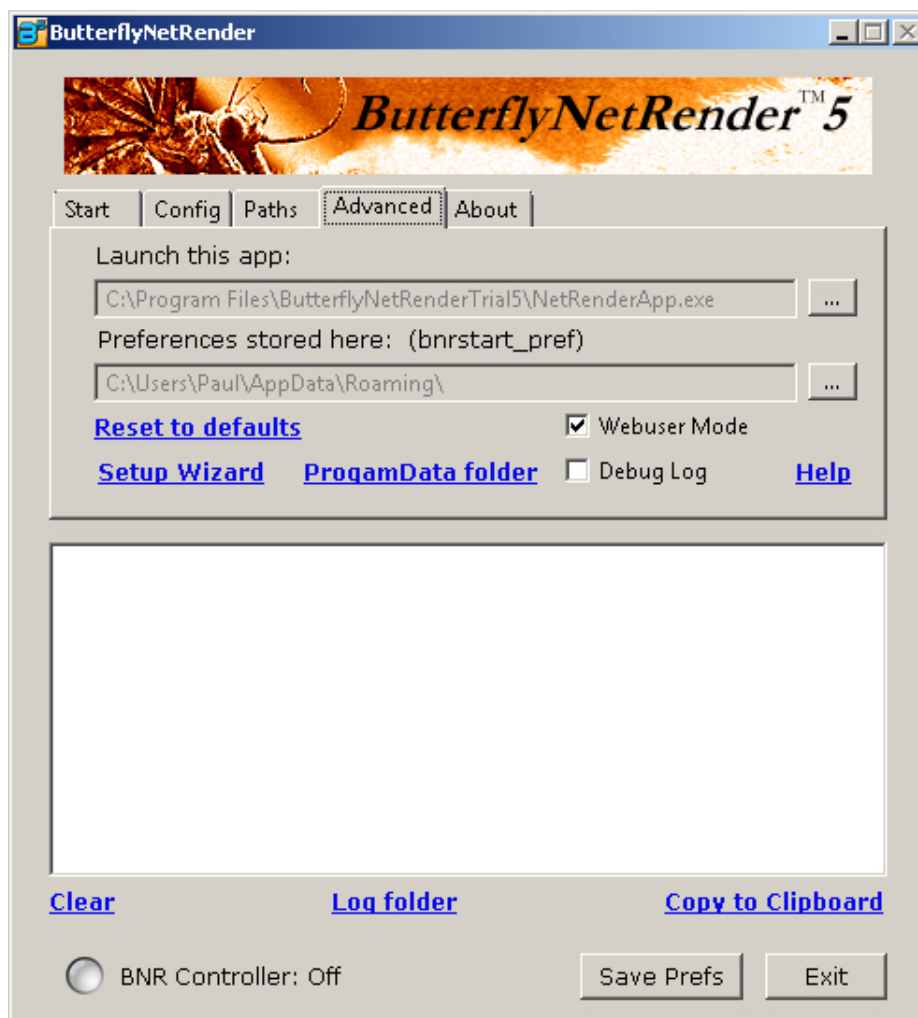 ButterflyNetRender
ButterflyNetRender™ 5
Start Config Paths Advanced About
Launch this app:
C:\Program Files\ButterflyNetRenderTrial5\NetRenderApp.exe ...
Preferences stored here: (bnrstart_pref)
C:\Users\Paul\AppData\Roaming\ ...
Reset to defaults Webuser Mode
Setup Wizard ProgamData folder Debug Log Help
Clear Log folder Copy to Clipboard
BNR Controller: Off Save Prefs Exit